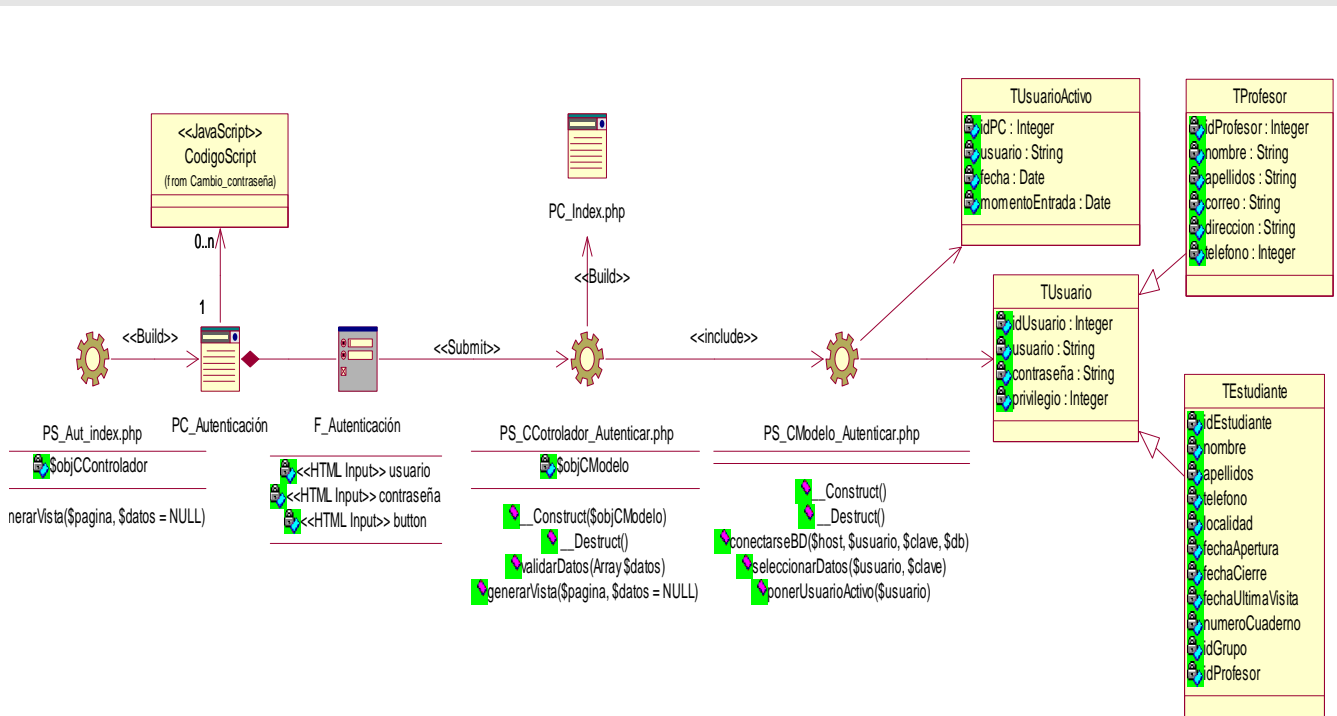 <<JavaScript>>
CodigoScript
(from Cambio_contraseña)
0..n
1
<<Build>>
PS_Aut_index.php
$objCControlador
nerarVista($pagina, $datos = NULL)
PC_Autenticación
F_Autenticación
<<HTML Input>> usuario
<<HTML Input>> contraseña
<<HTML Input>> button
<<Submit>>
PC_Index.php
<<Build>>
PS_CCotrolador_Autenticar.php
$objCModelo
__Construct($objCModelo)
__Destruct()
validarDatos(Array $datos)
generarVista($pagina, $datos = NULL)
<<include>>
PS_CModelo_Autenticar.php
__Construct()
__Destruct()
conectarseBD($host, $usuario, $clave, $db)
seleccionarDatos($usuario, $clave)
ponerUsuarioActivo($usuario)
TUsuarioActivo
idPC : Integer
usuario : String
fecha : Date
momentoEntrada : Date
TUsuario
idUsuario : Integer
usuario : String
contraseña : String
privilegio : Integer
TProfesor
idProfesor : Integer
nombre : String
apellidos : String
correo : String
direccion : String
telefono : Integer
TEstudiante
idEstudiante
nombre
apellidos
telefono
localidad
fechaApertura
fechaCierre
fechaUltimaVisita
numeroCuaderno
idGrupo
idProfesor